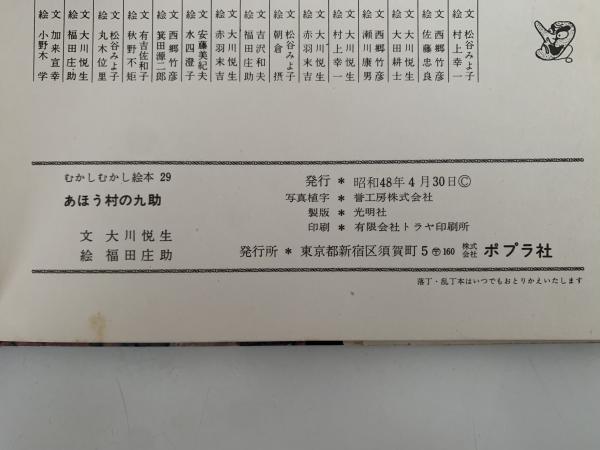 文 松谷みよ子
絵 村上幸一
文 西郷竹彦
絵 佐藤忠良
文 大川悦生
絵 大田耕士
文 西郷竹彦
絵 瀬川康男
文 大川悦生
絵 村上幸一
文 大川悦生
絵 赤羽末吉
文 松谷みよ子
絵 朝倉摂
文 吉沢和夫
絵 福田庄助
文 大川悦生
絵 赤羽末吉
文 安藤美紀夫
絵 水四澄子
文 西郷竹彦
絵 箕田源二郎
文 有吉佐和子
絵 秋野不矩
文 松谷みよ子
絵 丸木位里
文 大川悦生
絵 福田庄助
文 加来宣幸
絵 小野木学
むかしむかし絵本 29
あほう村の九助
文 大川悦生
絵 福田庄助
発行 * 昭和48年4月30日Ⓒ
写真植字 * 誉工房株式会社
製版 * 光明社
印刷 * 有限会社トラヤ印刷所
発行所 * 東京都新宿区須賀町5 〶160 株式会社 ポプラ社
落丁・乱丁本はいつでもおとりかえいたします